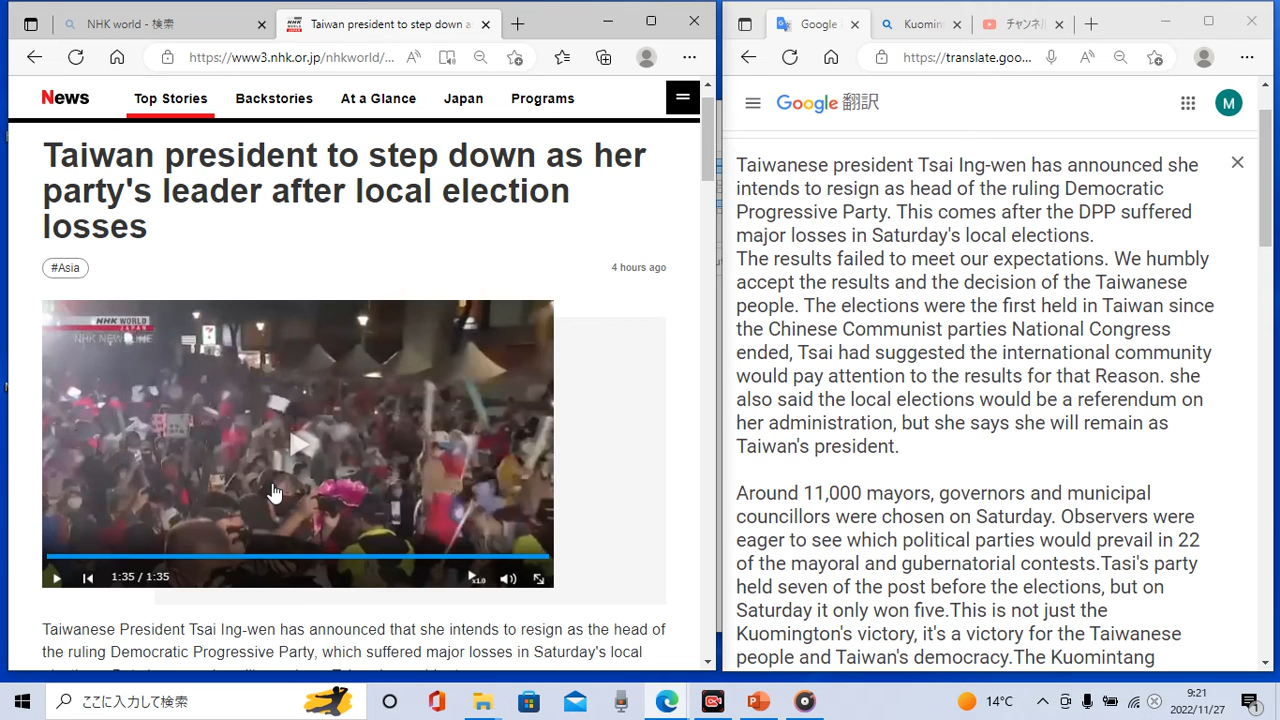 NHK world - 検索
Taiwan president to step down as
https://www3.nhk.or.jp/nhkworld/...
News
Top Stories
Backstories
At a Glance
Japan
Programs
Taiwan president to step down as her
party's leader after local election
losses
#Asia
4 hours ago
NHK WORLD
JAPAN
NHK NEWSLINE
1:35 / 1:35
x1.0
Taiwanese President Tsai Ing-wen has announced that she intends to resign as the head of
the ruling Democratic Progressive Party, which suffered major losses in Saturday's local
Google
Kuomin
チャンネル
https://translate.goo...
Google 翻訳
M
Taiwanese president Tsai Ing-wen has announced she
intends to resign as head of the ruling Democratic
Progressive Party. This comes after the DPP suffered
major losses in Saturday's local elections.
The results failed to meet our expectations. We humbly
accept the results and the decision of the Taiwanese
people. The elections were the first held in Taiwan since
the Chinese Communist parties National Congress
ended, Tsai had suggested the international community
would pay attention to the results for that Reason. she
also said the local elections would be a referendum on
her administration, but she says she will remain as
Taiwan's president.
Around 11,000 mayors, governors and municipal
councillors were chosen on Saturday. Observers were
eager to see which political parties would prevail in 22
of the mayoral and gubernatorial contests.Tasi's party
held seven of the post before the elections, but on
Saturday it only won five.This is not just the
Kuomington's victory, it's a victory for the Taiwanese
people and Taiwan's democracy.The Kuomintang
ここに入力して検索
14°C
9:21
2022/11/27
1